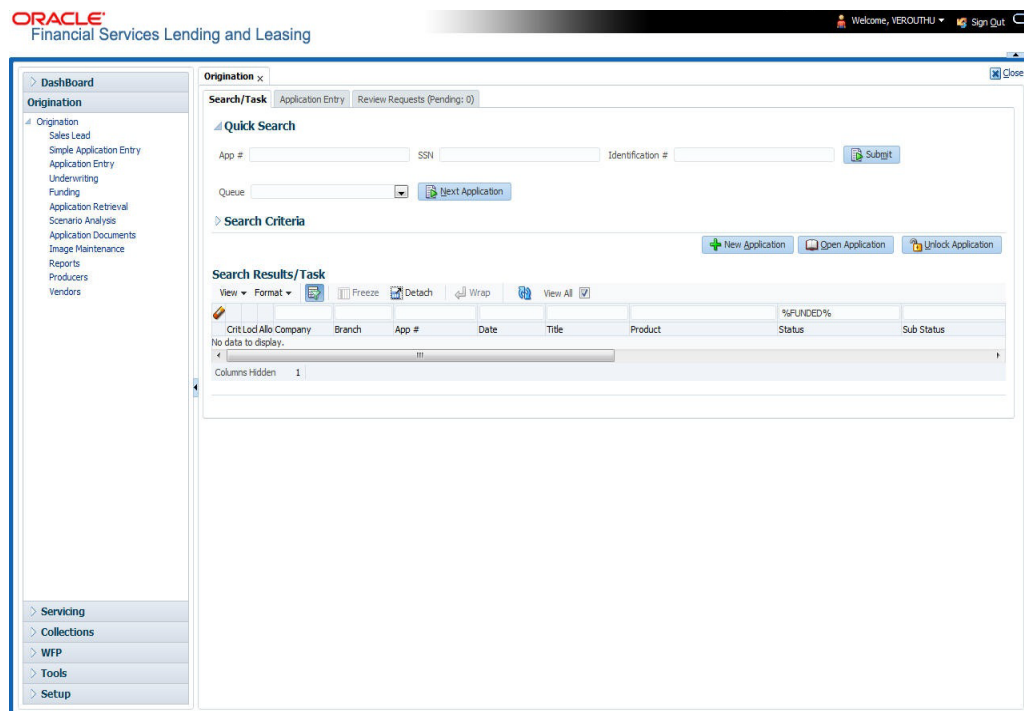 ORACLE
Financial Services Lending and Leasing
Welcome, VEROUTHU
Sign Out
DashBoard
Origination
Origination
Sales Lead
Simple Application Entry
Application Entry
Underwriting
Funding
Application Retrieval
Scenario Analysis
Application Documents
Image Maintenance
Reports
Producers
Vendors
Servicing
Collections
WFP
Tools
Setup
Origination x
Close
Search/Task Application Entry Review Requests (Pending: 0)
Quick Search
App # SSN Identification # Submit
Queue Next Application
Search Criteria
New Application Open Application Unlock Application
Search Results/Task
View Format Freeze Detach Wrap View All
%FUNDED%
Crit Loc Allo Company Branch App # Date Title Product Status Sub Status
No data to display.
Columns Hidden 1